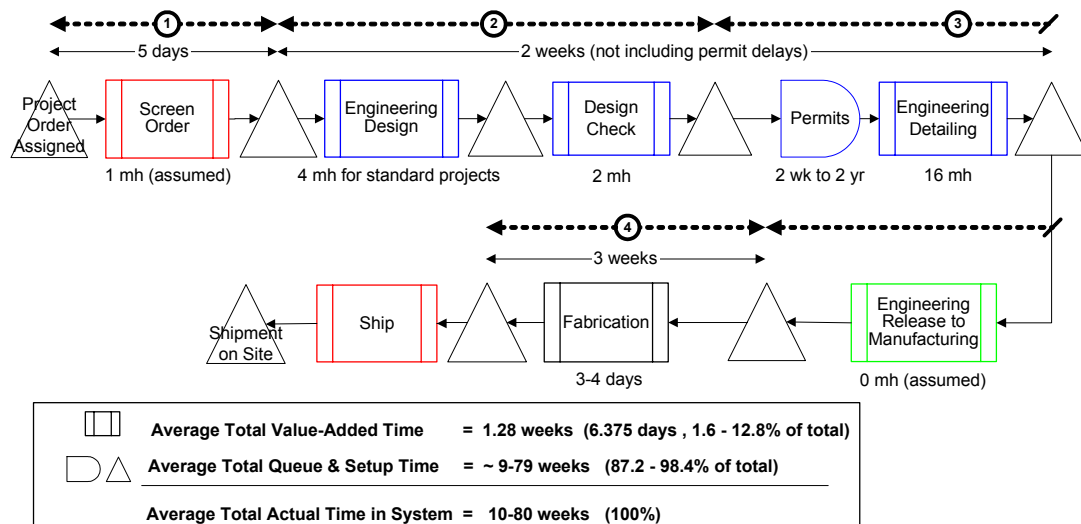 1
2
3
5 days
2 weeks (not including permit delays)
Project
Order
Assigned
Screen
Order
Engineering
Design
Design
Check
Permits
Engineering
Detailing
1 mh (assumed)
4 mh for standard projects
2 mh
2 wk to 2 yr
16 mh
4
3 weeks
Shipment
on Site
Ship
Fabrication
Engineering
Release to
Manufacturing
3-4 days
0 mh (assumed)
Average Total Value-Added Time = 1.28 weeks (6.375 days , 1.6 - 12.8% of total)
Average Total Queue & Setup Time = ~ 9-79 weeks (87.2 - 98.4% of total)
Average Total Actual Time in System = 10-80 weeks (100%)